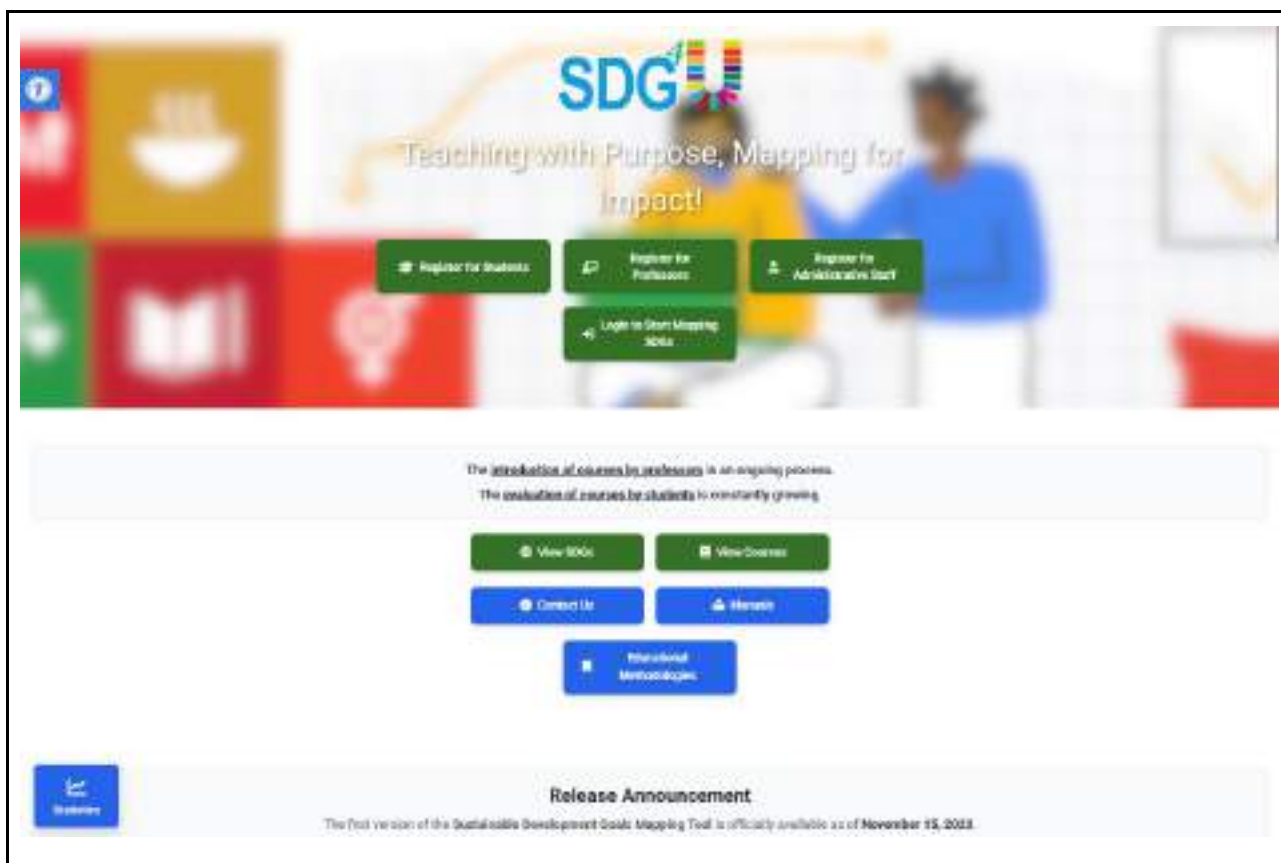 SDG U
Teaching with Purpose, Mapping for
Impact!
Register for Students
Register for
Professors
Register for
Administrative Staff
Login to Start Mapping
SDGs
The introduction of courses by professors is an ongoing process.
The evaluation of courses by students is constantly growing.
View SDGs
View Courses
Contact Us
Manuals
Educational
Methodologies
Statistics
Release Announcement
The first version of the Sustainable Development Goals Mapping Tool is officially available as of November 15, 2023.